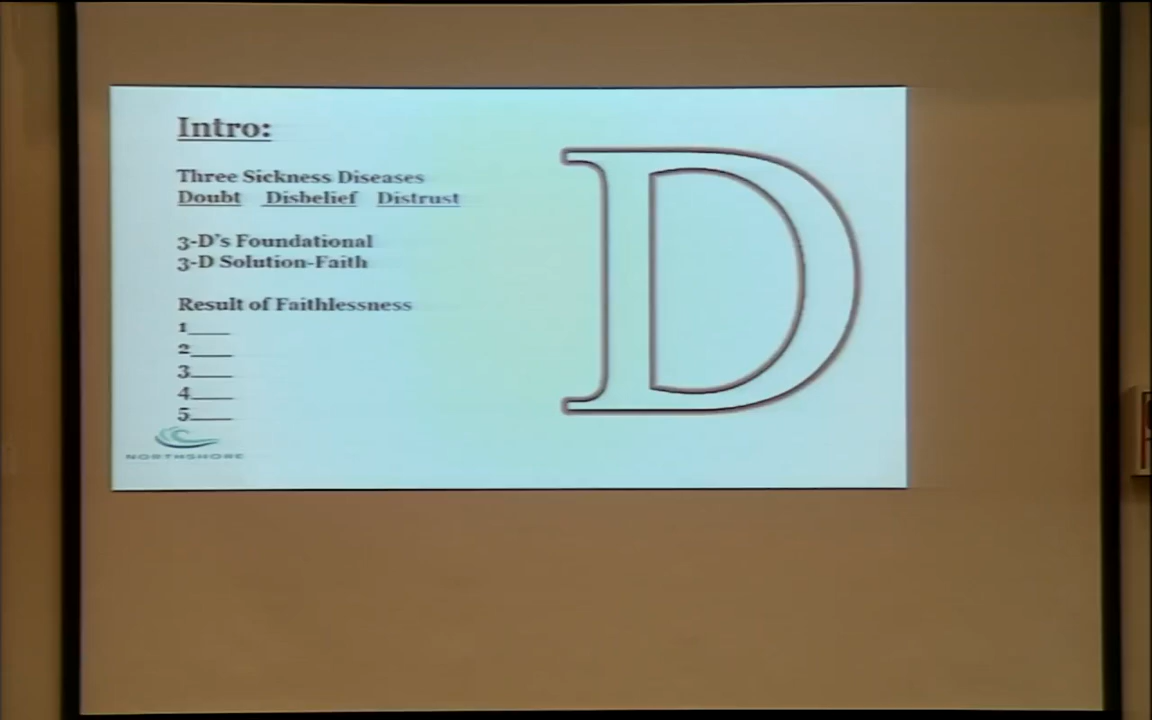 Intro:
Three Sickness Diseases
Doubt Disbelief Distrust
3-D's Foundational
3-D Solution-Faith
Result of Faithlessness
1____
2____
3____
4____
5____
NORTHSHORE
D